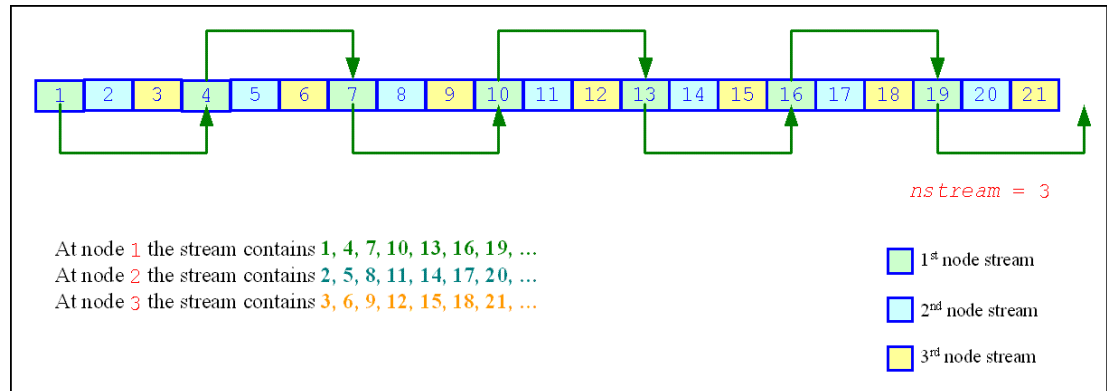 1 2 3 4 5 6 7 8 9 10 11 12 13 14 15 16 17 18 19 20 21
nstream = 3
At node 1 the stream contains 1, 4, 7, 10, 13, 16, 19, ...
At node 2 the stream contains 2, 5, 8, 11, 14, 17, 20, ...
At node 3 the stream contains 3, 6, 9, 12, 15, 18, 21, ...
1st node stream
2nd node stream
3rd node stream